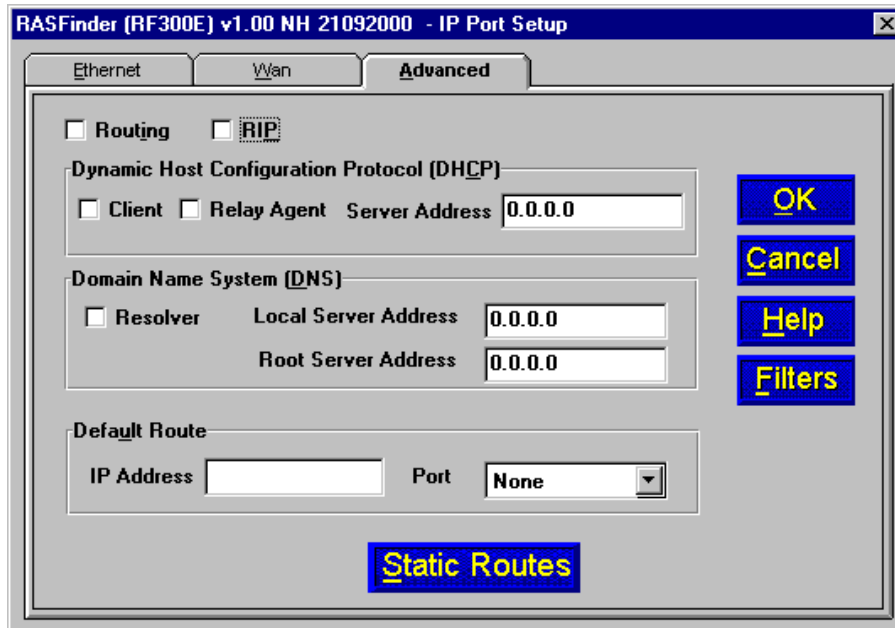 RASFinder (RF300E) v1.00 NH 21092000 - IP Port Setup
Ethernet Wan Advanced
Routing RIP
Dynamic Host Configuration Protocol (DHCP)
Client Relay Agent Server Address 0.0.0.0
Domain Name System (DNS)
Resolver Local Server Address 0.0.0.0
Root Server Address 0.0.0.0
Default Route
IP Address Port None
OK
Cancel
Help
Filters
Static Routes